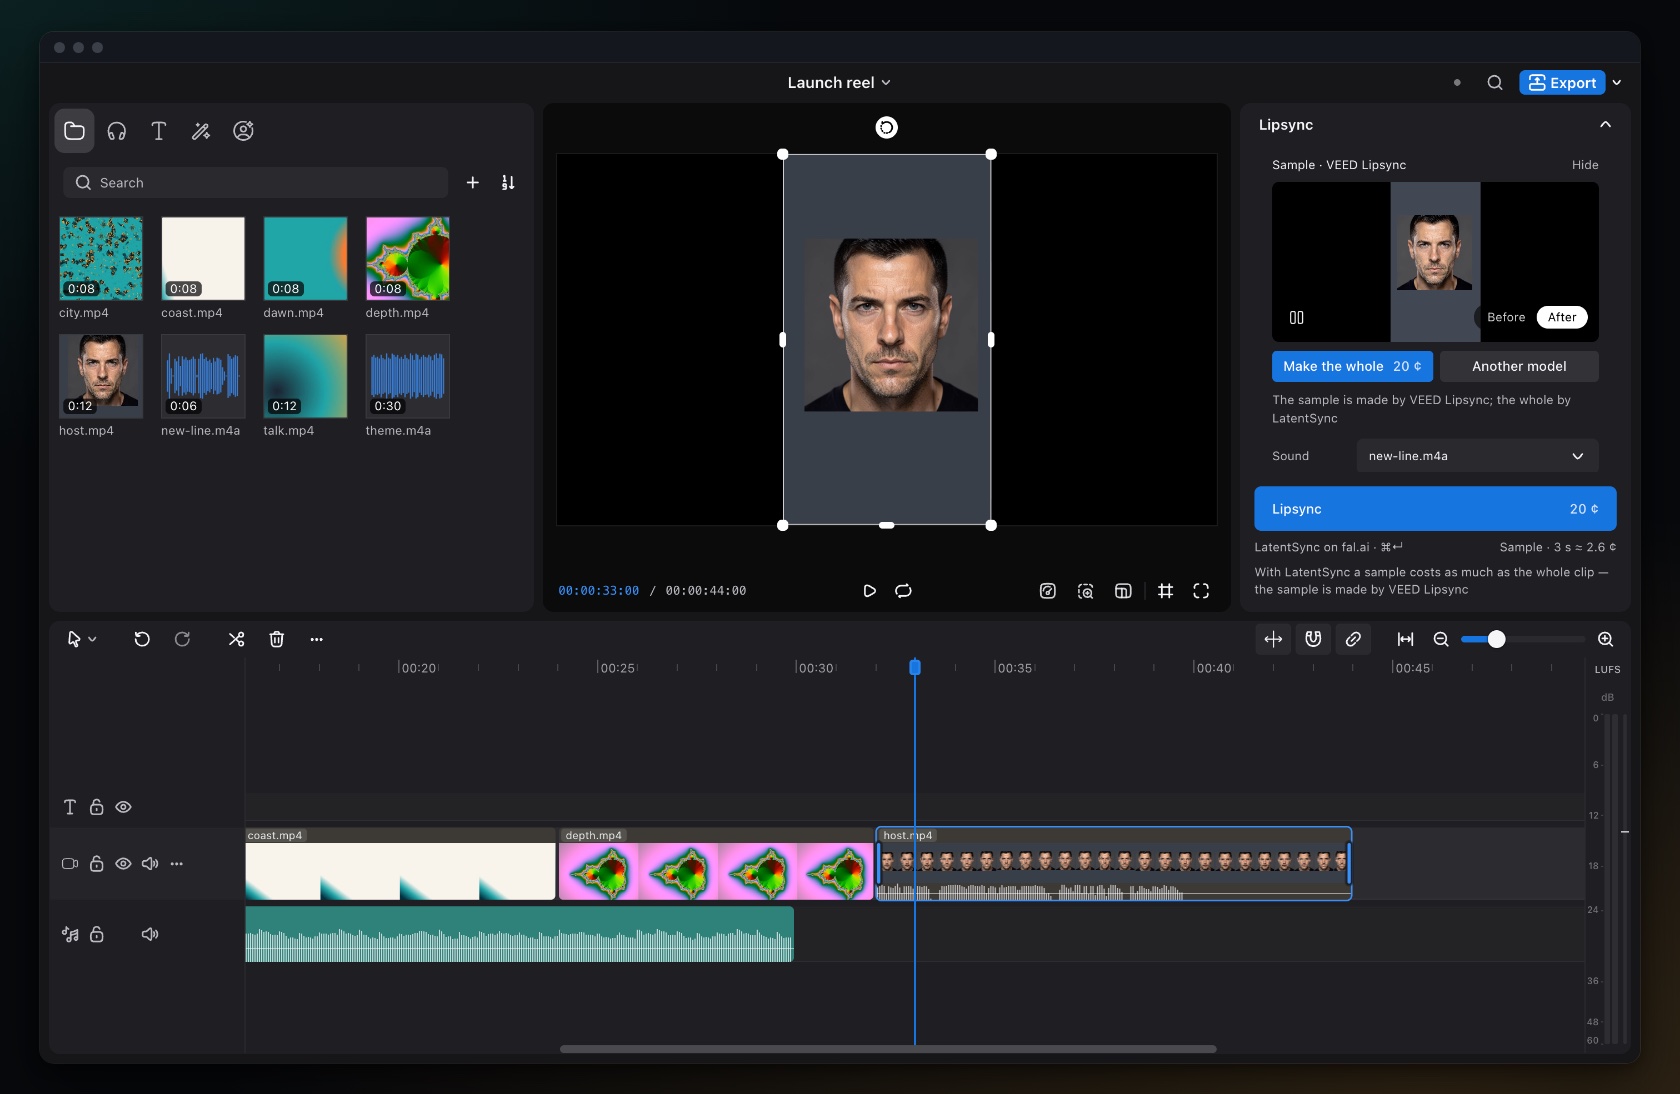 Launch reel
Export
Search
0:08
0:08
0:08
0:08
city.mp4
coast.mp4
dawn.mp4
depth.mp4
0:12
0:06
0:12
0:30
host.mp4
new-line.m4a
talk.mp4
theme.m4a
00:00:33:00 / 00:00:44:00
Lipsync
Sample · VEED Lipsync
Hide
Before
After
Make the whole 20 ¢
Another model
The sample is made by VEED Lipsync; the whole by
LatentSync
Sound
new-line.m4a
Lipsync
20 ¢
LatentSync on fal.ai · ⌘↵
Sample · 3 s ≈ 2.6 ¢
With LatentSync a sample costs as much as the whole clip —
the sample is made by VEED Lipsync
00:20
00:25
00:30
00:35
00:40
00:45
LUFS
dB
0
6
12
18
24
36
48
60
coast.mp4
depth.mp4
host.mp4